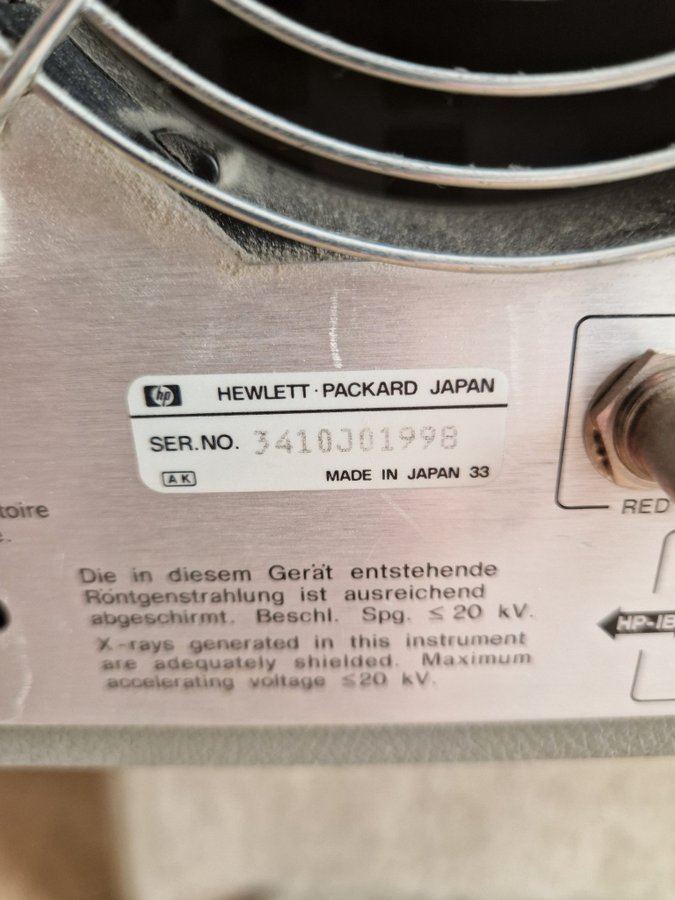 hp HEWLETT·PACKARD JAPAN
SER.NO. 3410J01998
AK MADE IN JAPAN 33
RED
toire
e.
Die in diesem Gerät entstehende
Röntgenstrahlung ist ausreichend
abgeschirmt. Beschl. Spg. ≤ 20 kV.
X-rays generated in this instrument
are adequately shielded. Maximum
accelerating voltage ≤20 kV.
HP-IB